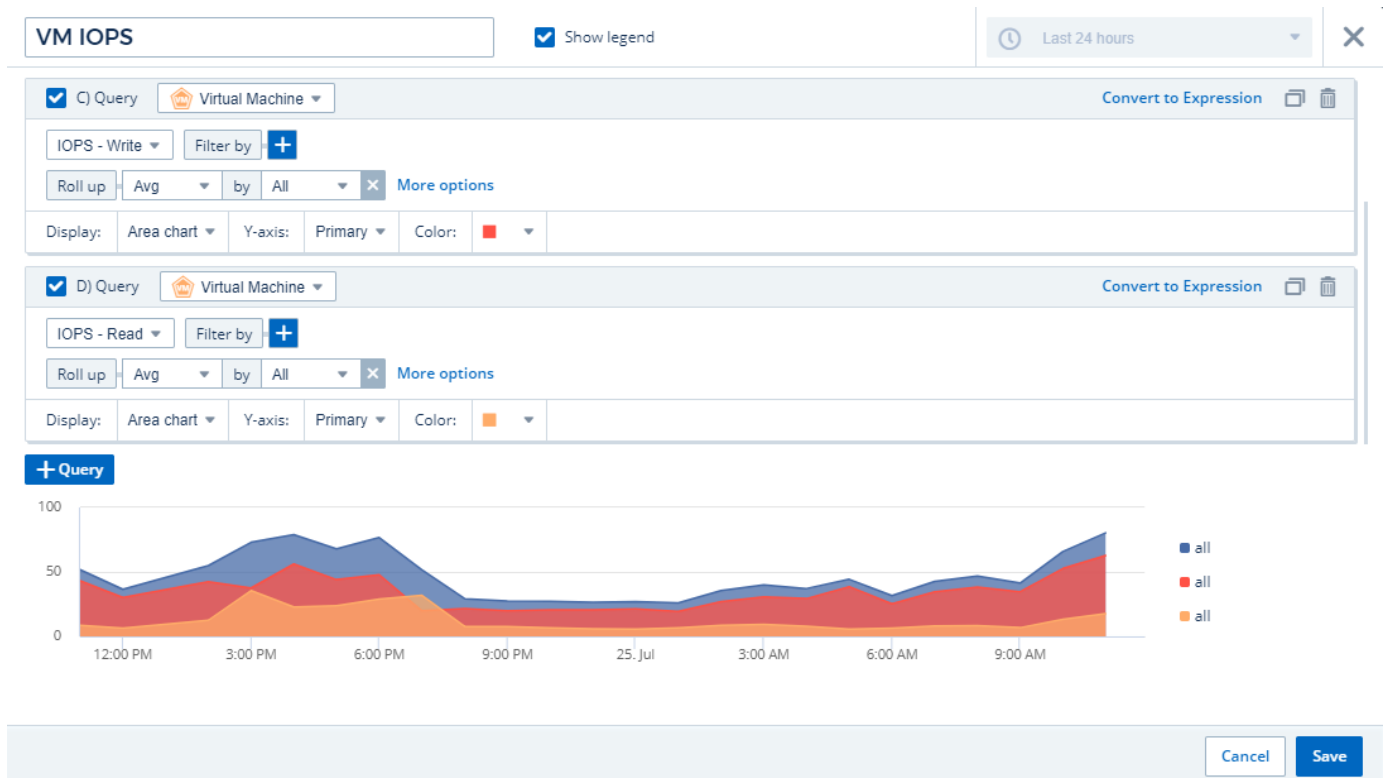 VM IOPS Show legend Last 24 hours
C) Query VM Virtual Machine Convert to Expression
IOPS - Write Filter by
Roll up Avg by All More options
Display: Area chart Y-axis: Primary Color:
D) Query VM Virtual Machine Convert to Expression
IOPS - Read Filter by
Roll up Avg by All More options
Display: Area chart Y-axis: Primary Color:
+ Query
100
50
0
all
all
all
12:00 PM 3:00 PM 6:00 PM 9:00 PM 25. Jul 3:00 AM 6:00 AM 9:00 AM
Cancel Save